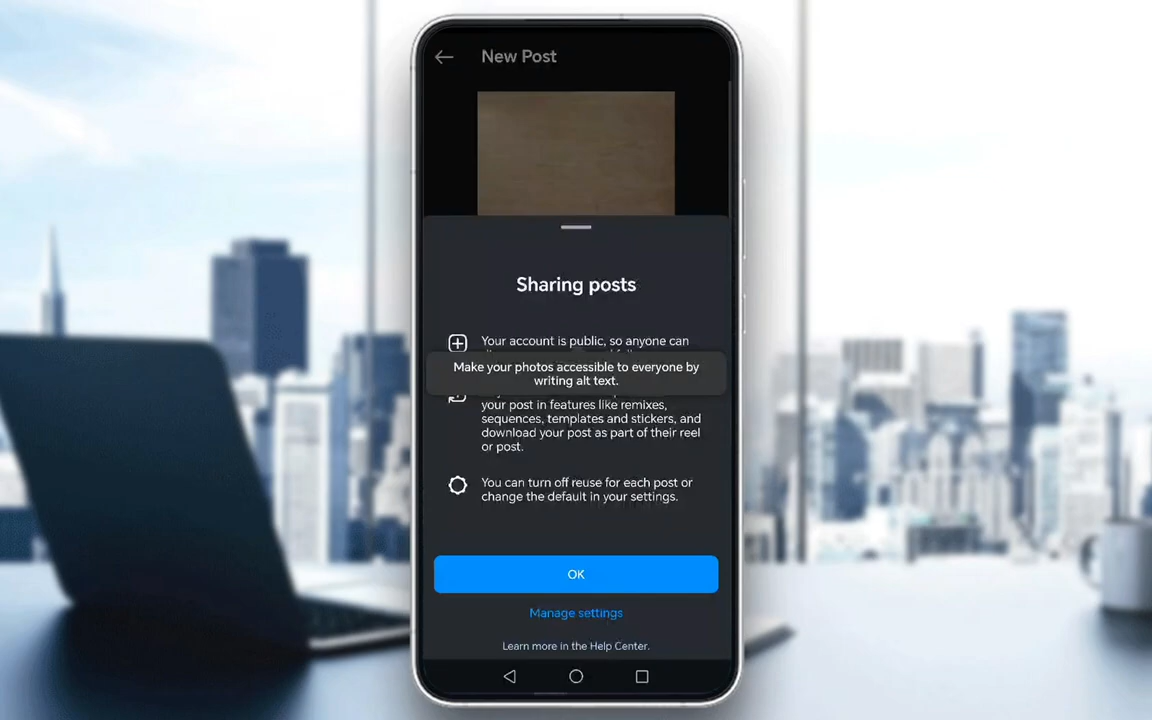 New Post
Sharing posts
Your account is public, so anyone can
Make your photos accessible to everyone by
writing alt text.
your post in features like remixes,
sequences, templates and stickers, and
download your post as part of their reel
or post.
You can turn off reuse for each post or
change the default in your settings.
OK
Manage settings
Learn more in the Help Center.